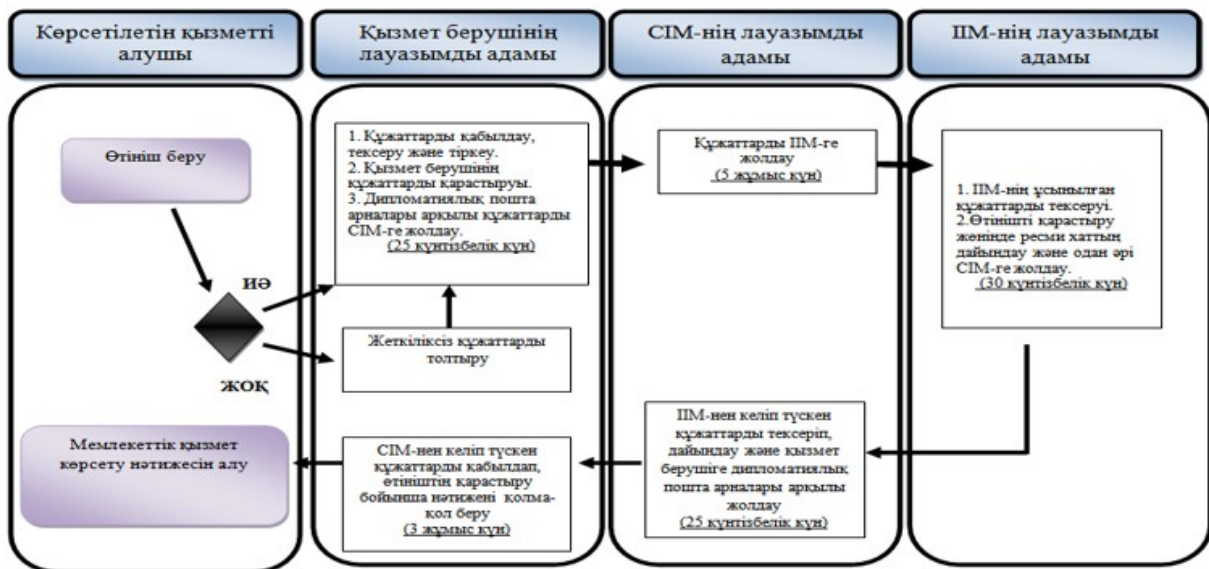 Көрсетілетін қызметті
алушы
Қызмет берушінің
лауазымды адамы
СІМ-нің лауазымды
адамы
ІІМ-нің лауазымды
адамы
Өтініш беру
1. Құжаттарды қабылдау,
тексеру және тіркеу.
2. Қызмет берушінің
құжаттарды қарастыруы.
3. Дипломатиялық пошта
арналары арқылы құжаттарды
СІМ-ге жолдау.
(25 күнтізбелік күн)
Құжаттарды ІІМ-ге
жолдау
(5 жұмыс күн)
1. ІІМ-нің ұсынылған
құжаттарды тексеруі.
2.Өтінішті қарастыру
жөнінде ресми хаттың
дайындау және одан әрі
СІМ-ге жолдау.
(30 күнтізбелік күн)
ИӘ
ЖОҚ
Жеткіліксіз құжаттарды
толтыру
Мемлекеттік қызмет
көрсету нәтижесін алу
СІМ-нен келіп түскен
құжаттарды қабылдап,
өтініштің қарастыру
бойынша нәтижені қолма-
қол беру
(3 жұмыс күн)
ІІМ-нен келіп түскен
құжаттарды тексеріп,
дайындау және қызмет
берушіге дипломатиялық
пошта арналары арқылы
жолдау
(25 күнтізбелік күн)